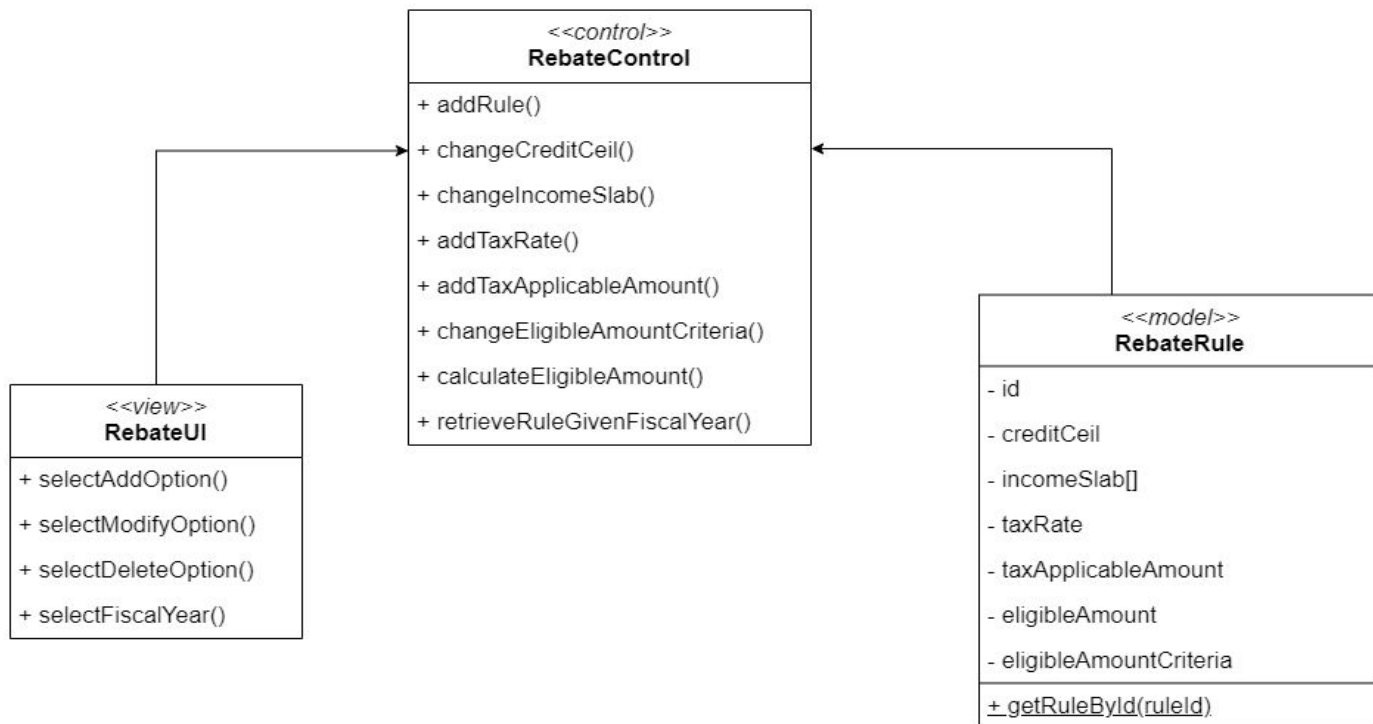 <<control>>
RebateControl
+ addRule()
+ changeCreditCeil()
+ changeIncomeSlab()
+ addTaxRate()
+ addTaxApplicableAmount()
+ changeEligibleAmountCriteria()
+ calculateEligibleAmount()
+ retrieveRuleGivenFiscalYear()
<<view>>
RebateUI
+ selectAddOption()
+ selectModifyOption()
+ selectDeleteOption()
+ selectFiscalYear()
<<model>>
RebateRule
- id
- creditCeil
- incomeSlab[]
- taxRate
- taxApplicableAmount
- eligibleAmount
- eligibleAmountCriteria
+ getRuleById(ruleId)